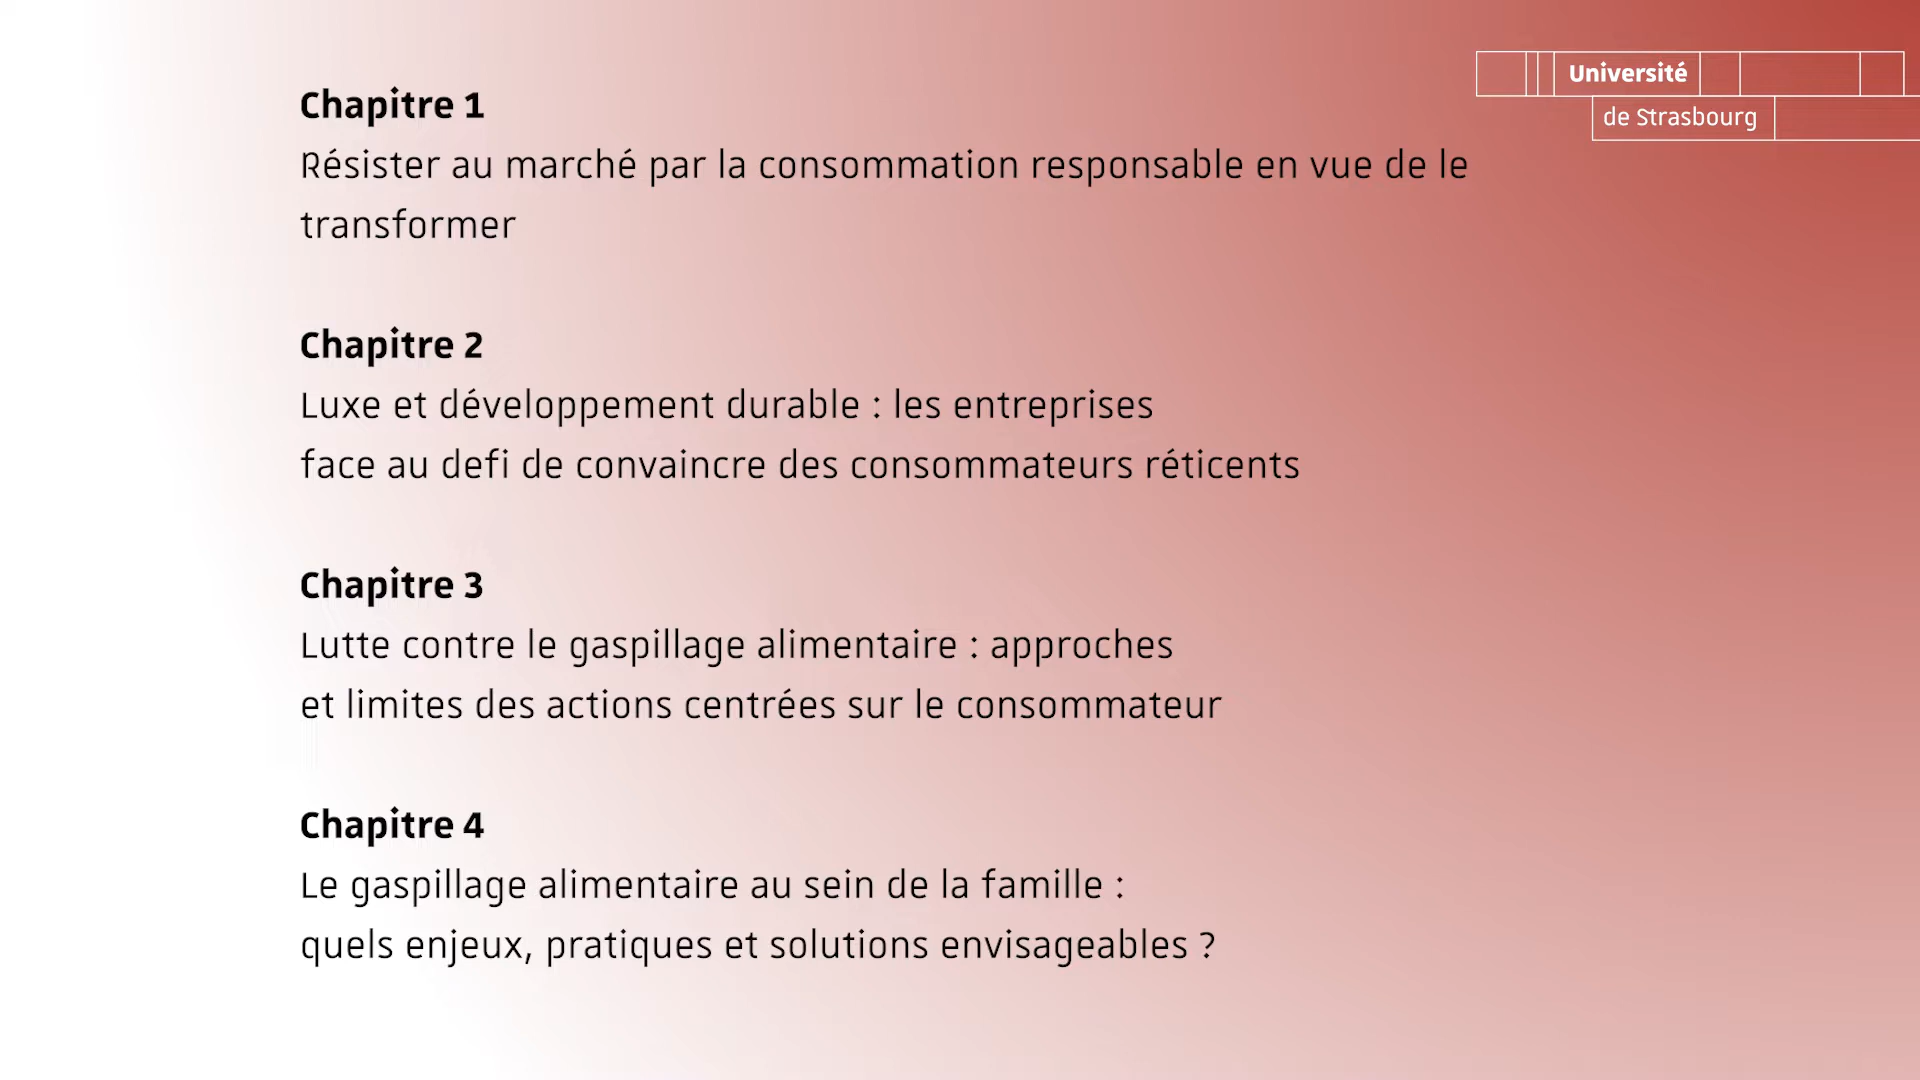 Université
de Strasbourg
Chapitre 1
Résister au marché par la consommation responsable en vue de le
transformer
Chapitre 2
Luxe et développement durable : les entreprises
face au defi de convaincre des consommateurs réticents
Chapitre 3
Lutte contre le gaspillage alimentaire : approches
et limites des actions centrées sur le consommateur
Chapitre 4
Le gaspillage alimentaire au sein de la famille :
quels enjeux, pratiques et solutions envisageables ?